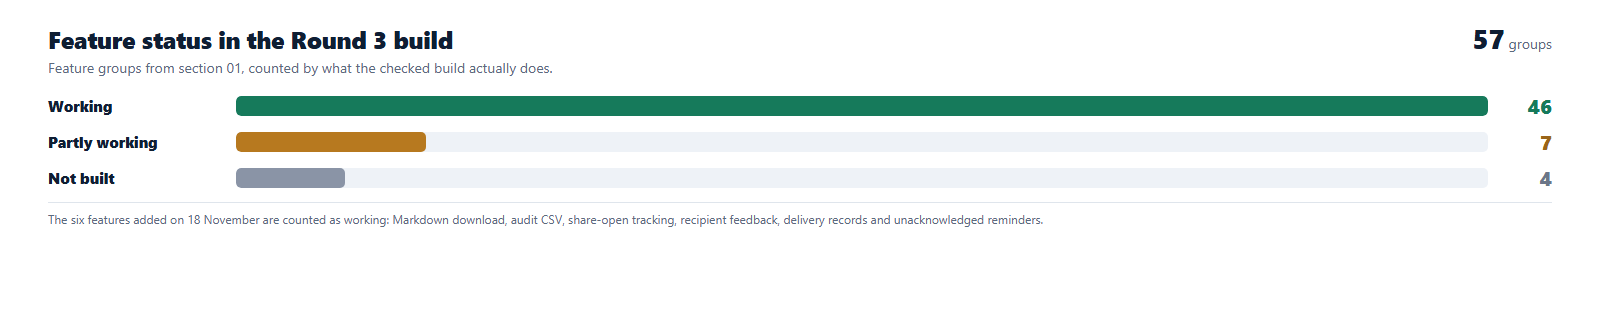 Feature status in the Round 3 build
57 groups
Feature groups from section 01, counted by what the checked build actually does.
Working 46
Partly working 7
Not built 4
The six features added on 18 November are counted as working: Markdown download, audit CSV, share-open tracking, recipient feedback, delivery records and unacknowledged reminders.